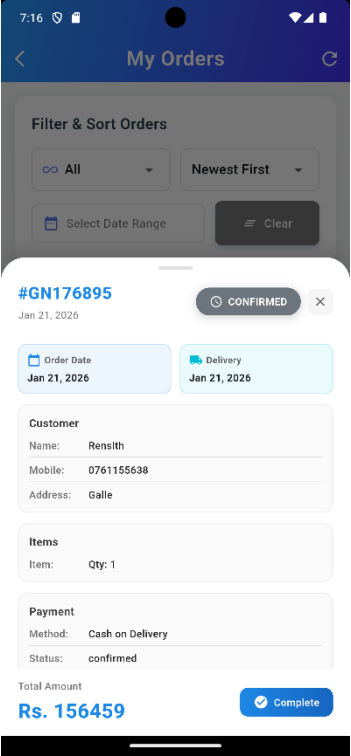 7:16
My Orders
Filter & Sort Orders
All
Newest First
Select Date Range
Clear
#GN176895
CONFIRMED
Jan 21, 2026
Order Date
Jan 21, 2026
Delivery
Jan 21, 2026
Customer
Name: Rensith
Mobile: 0761155638
Address: Galle
Items
Item: Qty: 1
Payment
Method: Cash on Delivery
Status: confirmed
Total Amount
Rs. 156459
Complete